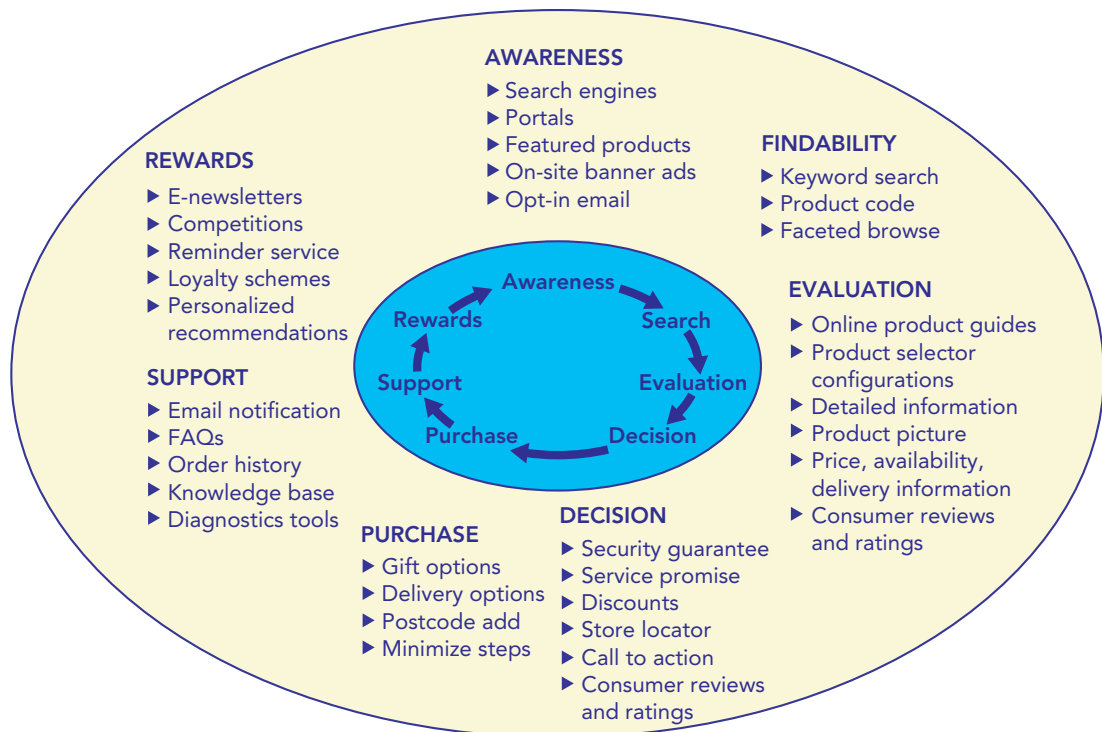 AWARENESS
▶ Search engines
▶ Portals
▶ Featured products
▶ On-site banner ads
▶ Opt-in email
FINDABILITY
▶ Keyword search
▶ Product code
▶ Faceted browse
EVALUATION
▶ Online product guides
▶ Product selector
configurations
▶ Detailed information
▶ Product picture
▶ Price, availability,
delivery information
▶ Consumer reviews
and ratings
DECISION
▶ Security guarantee
▶ Service promise
▶ Discounts
▶ Store locator
▶ Call to action
▶ Consumer reviews
and ratings
PURCHASE
▶ Gift options
▶ Delivery options
▶ Postcode add
▶ Minimize steps
SUPPORT
▶ Email notification
▶ FAQs
▶ Order history
▶ Knowledge base
▶ Diagnostics tools
REWARDS
▶ E-newsletters
▶ Competitions
▶ Reminder service
▶ Loyalty schemes
▶ Personalized
recommendations
Awareness
Search
Evaluation
Decision
Purchase
Support
Rewards